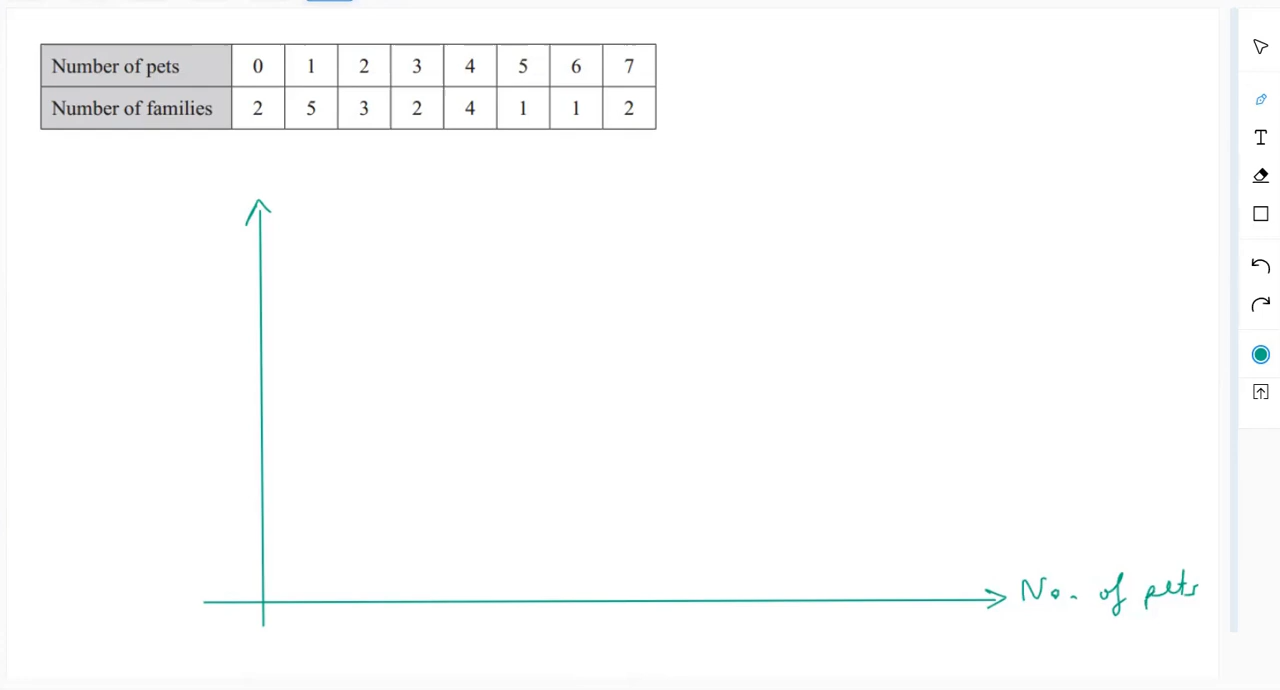 Number of pets 0 1 2 3 4 5 6 7
Number of families 2 5 3 2 4 1 1 2
No. of pets
T